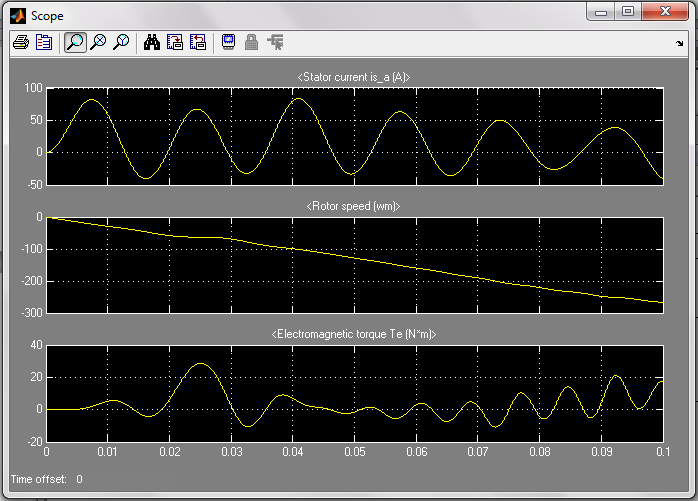 Scope
<Stator current is_a (A)>
100
50
0
-50
<Rotor speed (wm)>
0
-100
-200
-300
<Electromagnetic torque Te (N*m)>
40
20
0
-20
0 0.01 0.02 0.03 0.04 0.05 0.06 0.07 0.08 0.09 0.1
Time offset: 0